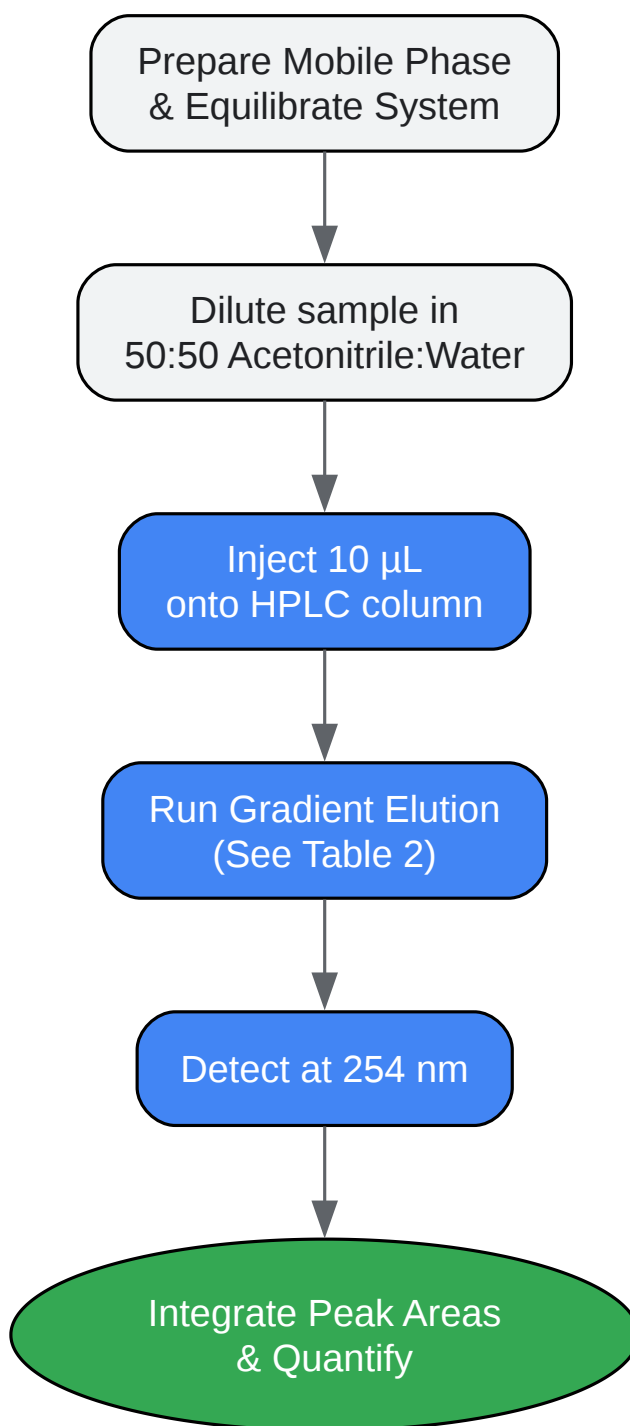 Prepare Mobile Phase
& Equilibrate System
Dilute sample in
50:50 Acetonitrile:Water
Inject 10 µL
onto HPLC column
Run Gradient Elution
(See Table 2)
Detect at 254 nm
Integrate Peak Areas
& Quantify